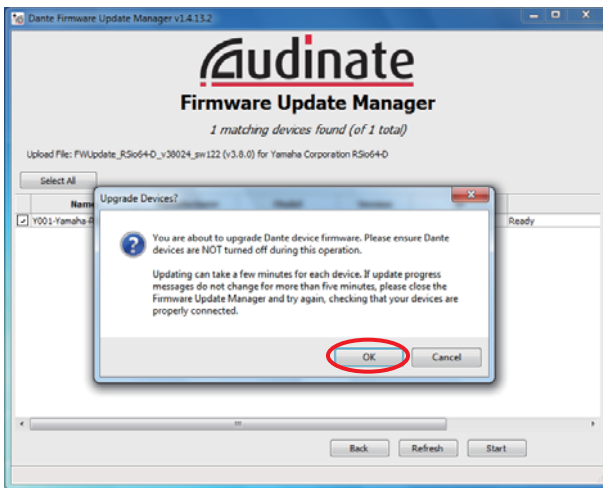 Dante Firmware Update Manager v1.4.13.2
Audinate
Firmware Update Manager
1 matching devices found (of 1 total)
Upload File: FWUpdate_RSio64-D_v38024_sw122 (v3.8.0) for Yamaha Corporation RSio64-D
Select All
Name
Y001-Yamaha-R
Ready
Upgrade Devices?
You are about to upgrade Dante device firmware. Please ensure Dante
devices are NOT turned off during this operation.
Updating can take a few minutes for each device. If update progress
messages do not change for more than five minutes, please close the
Firmware Update Manager and try again, checking that your devices are
properly connected.
OK Cancel
Back Refresh Start